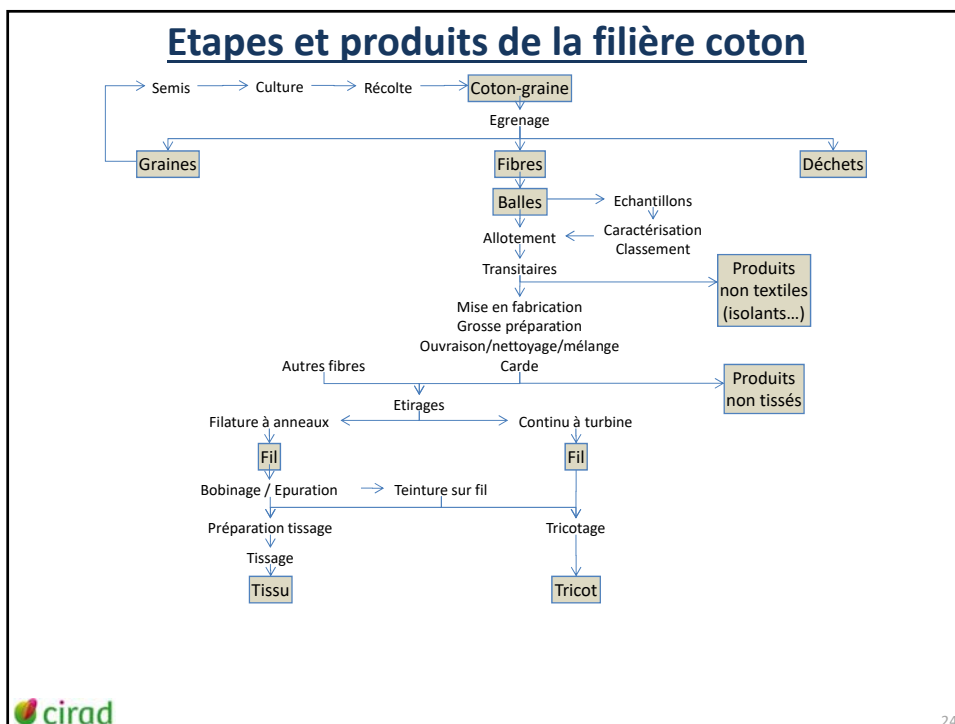 Etapes et produits de la filière coton
Semis
Culture
Récolte
Coton-graine
Egrenage
Graines
Fibres
Déchets
Balles
Echantillons
Allotement
Caractérisation
Classement
Transitaires
Produits
non textiles
(isolants…)
Mise en fabrication
Grosse préparation
Ouvraison/nettoyage/mélange
Autres fibres
Carde
Produits
non tissés
Etirages
Filature à anneaux
Continu à turbine
Fil
Fil
Bobinage / Epuration
Teinture sur fil
Préparation tissage
Tricotage
Tissage
Tissu
Tricot
cirad
24